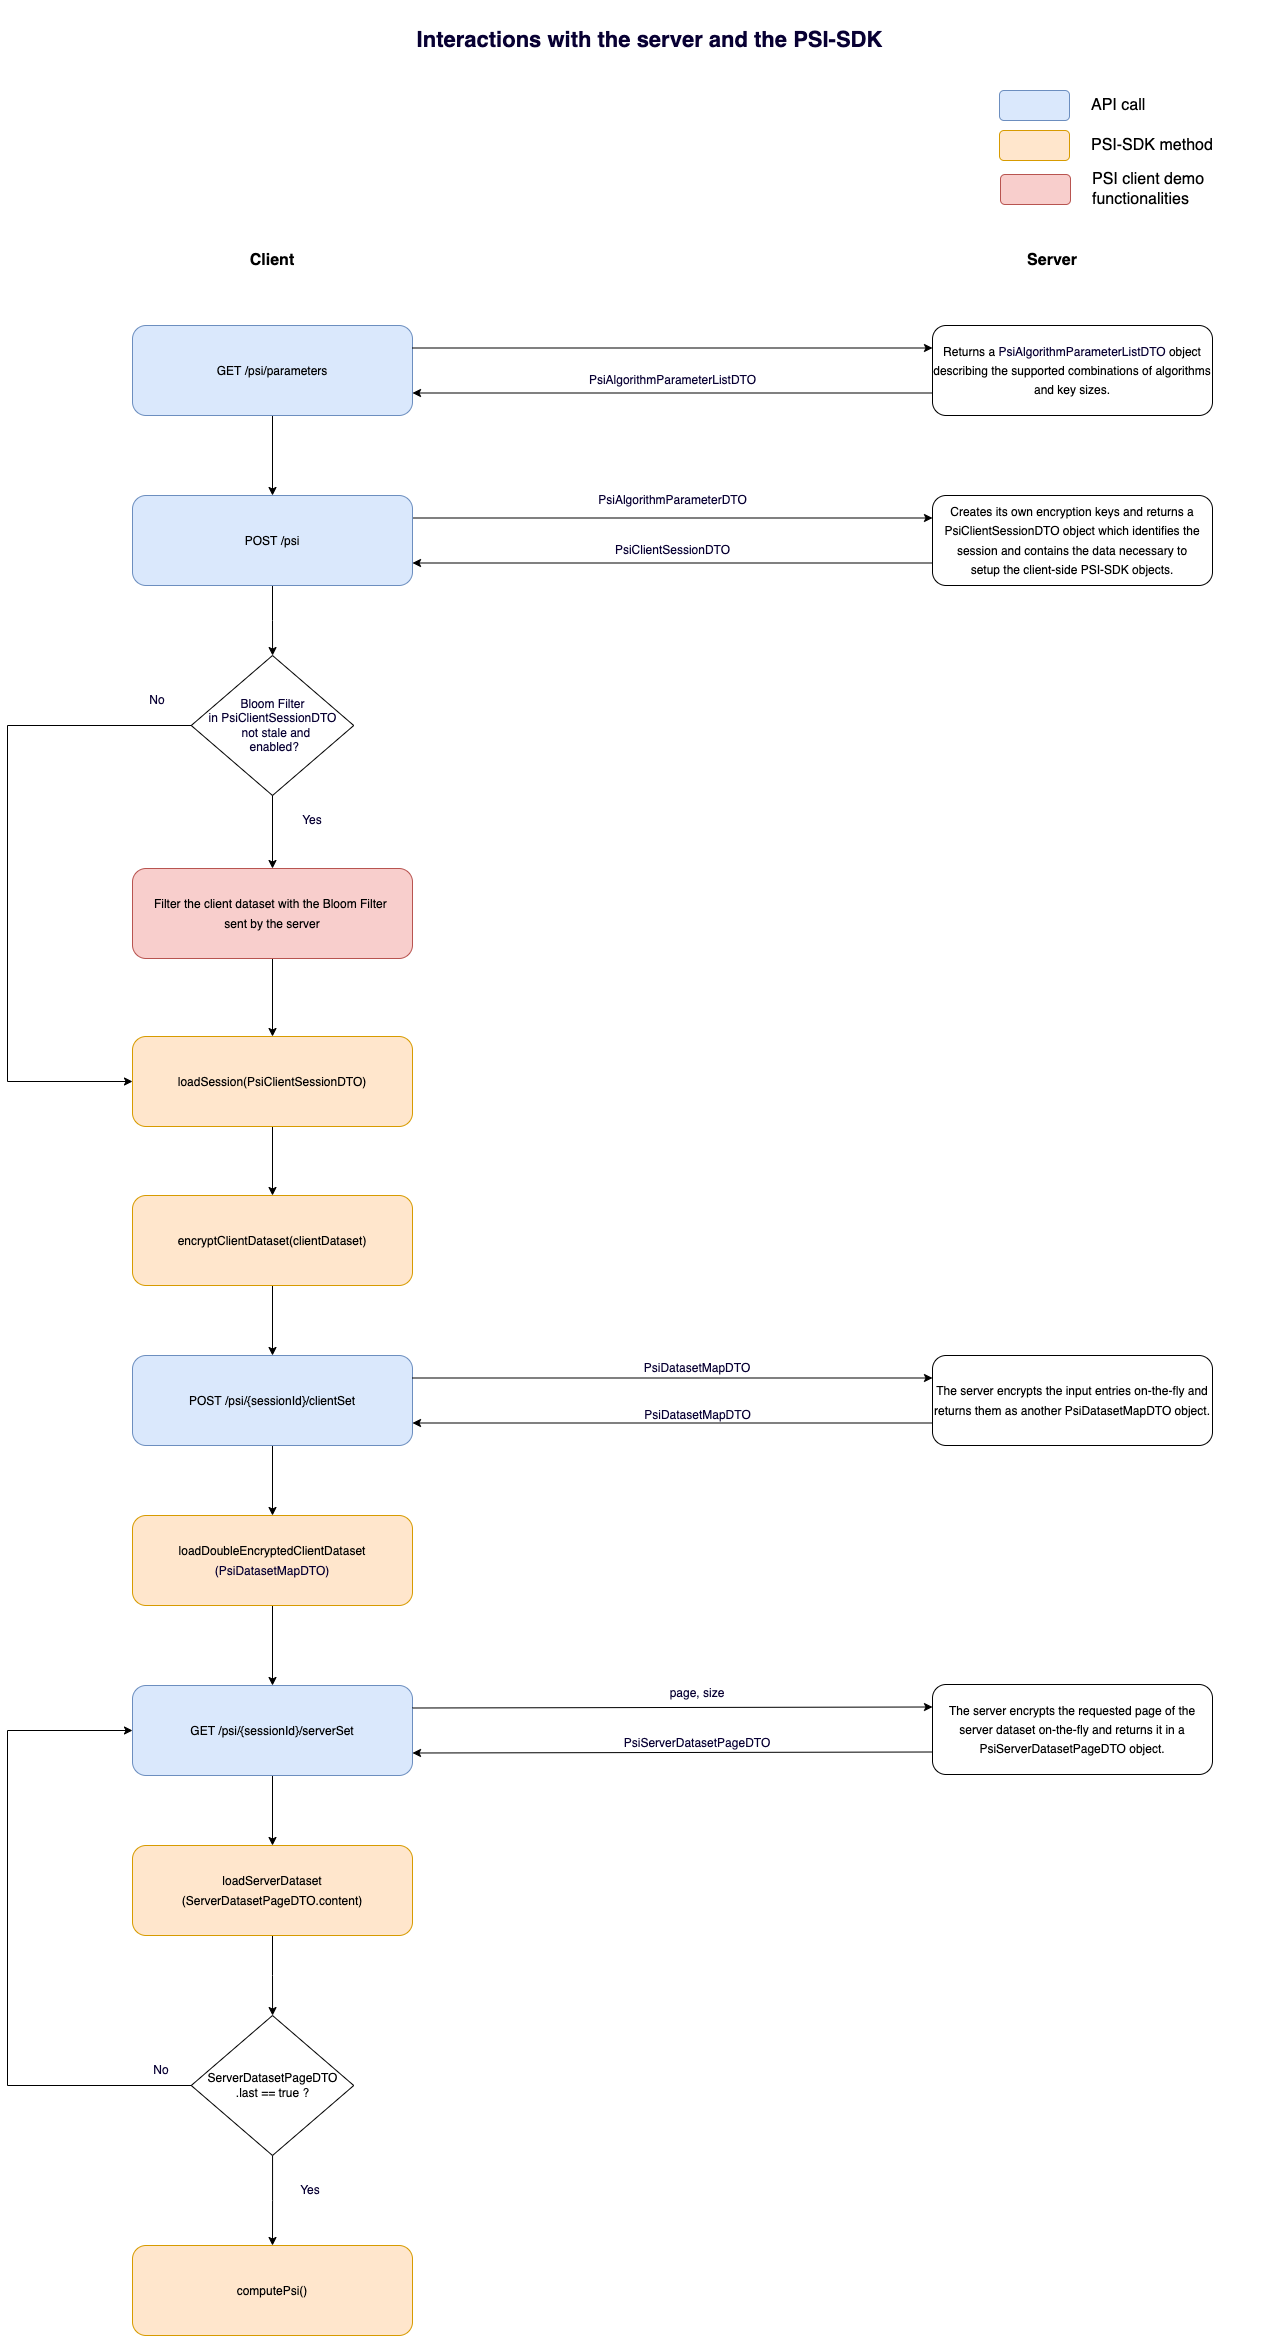 Interactions with the server and the PSI-SDK
API call
PSI-SDK method
PSI client demo
functionalities
Client
Server
GET /psi/parameters
PsiAlgorithmParameterListDTO
Returns a PsiAlgorithmParameterListDTO object
describing the supported combinations of algorithms
and key sizes.
POST /psi
PsiAlgorithmParameterDTO
PsiClientSessionDTO
Creates its own encryption keys and returns a
PsiClientSessionDTO object which identifies the
session and contains the data necessary to
setup the client-side PSI-SDK objects.
No
Bloom Filter
in PsiClientSessionDTO
not stale and
enabled?
Yes
Filter the client dataset with the Bloom Filter
sent by the server
loadSession(PsiClientSessionDTO)
encryptClientDataset(clientDataset)
POST /psi/{sessionId}/clientSet
PsiDatasetMapDTO
PsiDatasetMapDTO
The server encrypts the input entries on-the-fly and
returns them as another PsiDatasetMapDTO object.
loadDoubleEncryptedClientDataset
(PsiDatasetMapDTO)
GET /psi/{sessionId}/serverSet
page, size
PsiServerDatasetPageDTO
The server encrypts the requested page of the
server dataset on-the-fly and returns it in a
PsiServerDatasetPageDTO object.
loadServerDataset
(ServerDatasetPageDTO.content)
No
ServerDatasetPageDTO
.last == true ?
Yes
computePsi()